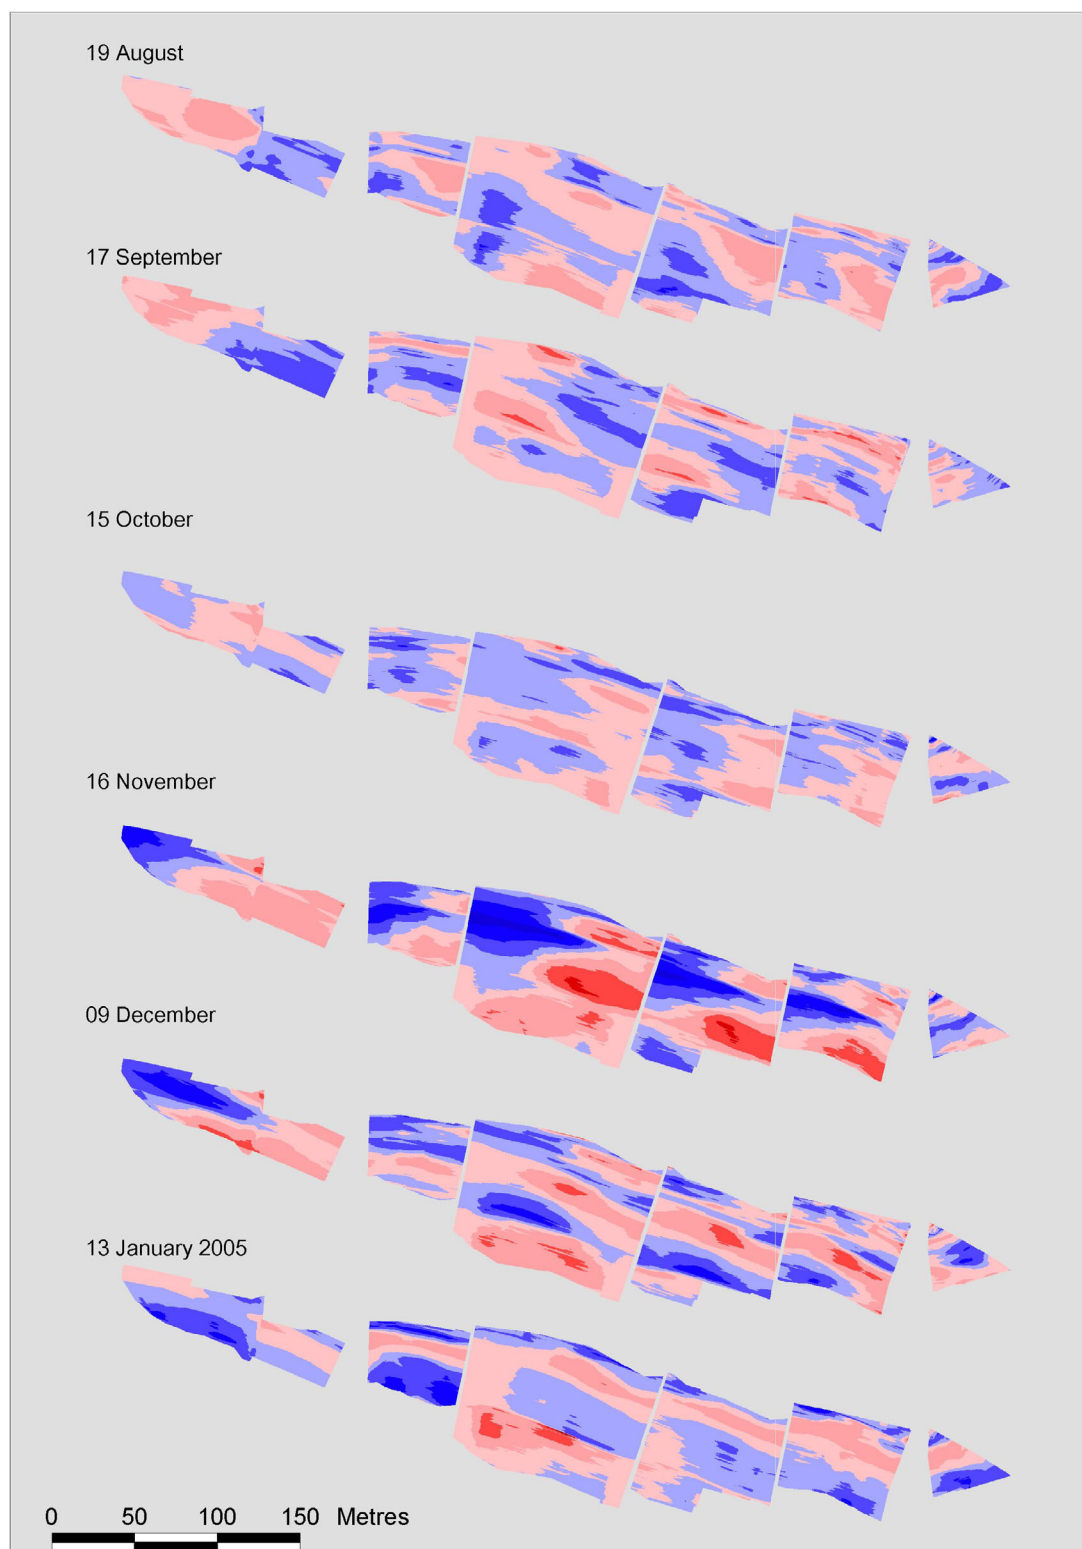 19 August
17 September
15 October
16 November
09 December
13 January 2005
0 50 100 150 Metres